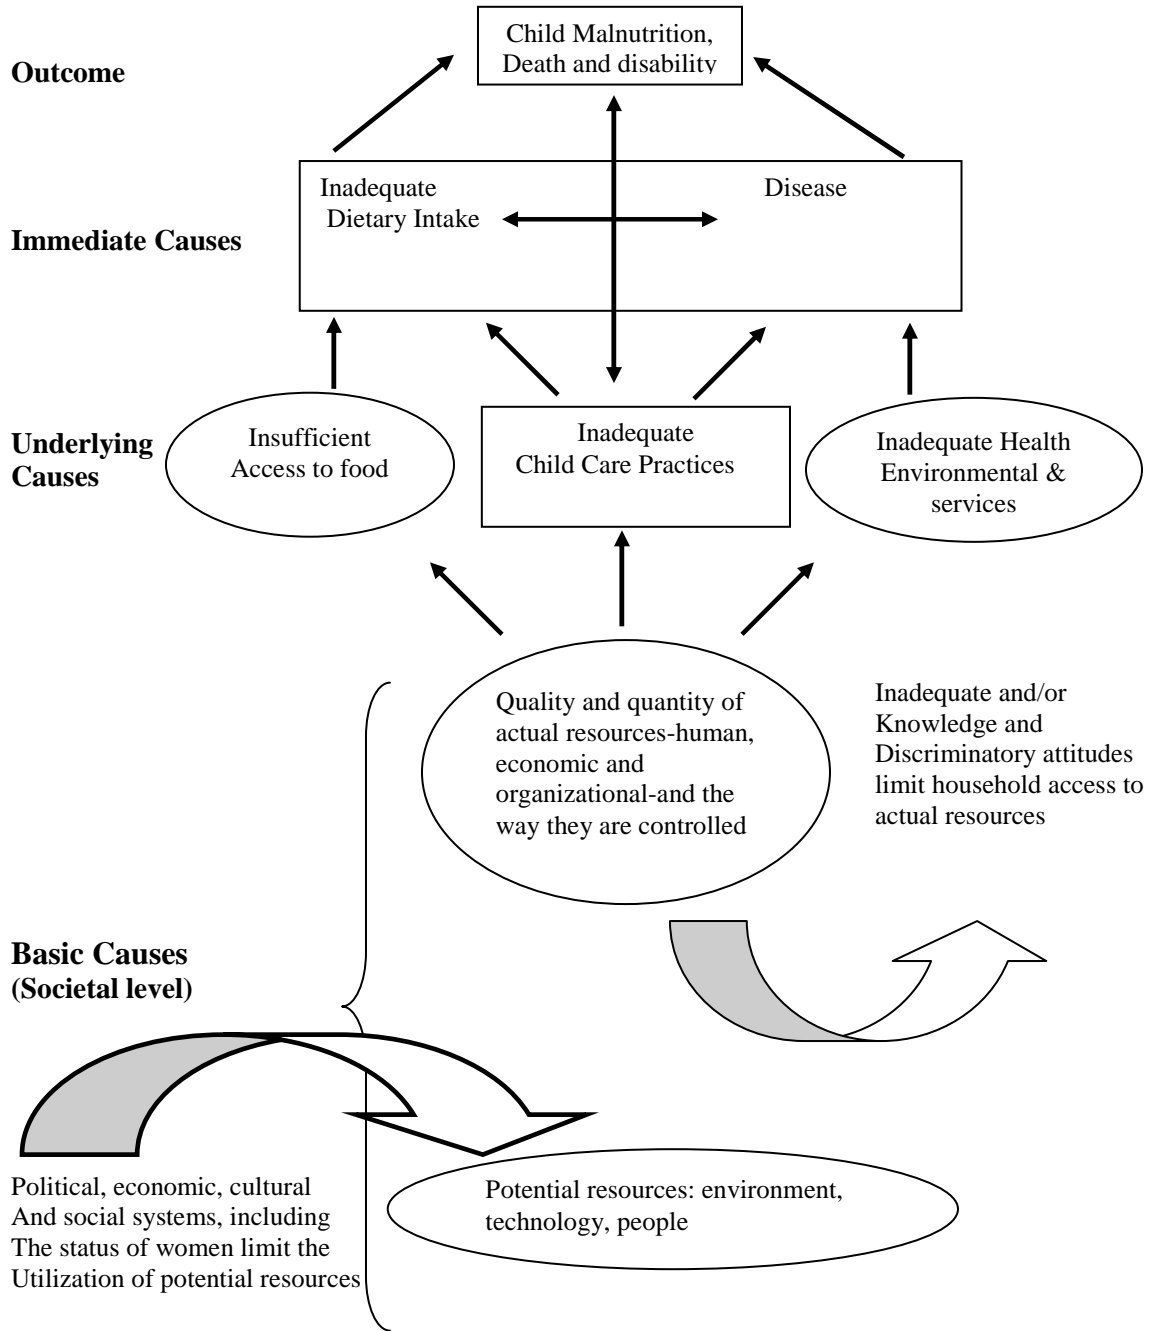 Child Malnutrition,
Death and disability
Outcome
Inadequate
Dietary Intake
Disease
Immediate Causes
Underlying
Causes
Insufficient
Access to food
Inadequate
Child Care Practices
Inadequate Health
Environmental &
services
Quality and quantity of
actual resources-human,
economic and
organizational-and the
way they are controlled
Inadequate and/or
Knowledge and
Discriminatory attitudes
limit household access to
actual resources
Basic Causes
(Societal level)
Political, economic, cultural
And social systems, including
The status of women limit the
Utilization of potential resources
Potential resources: environment,
technology, people